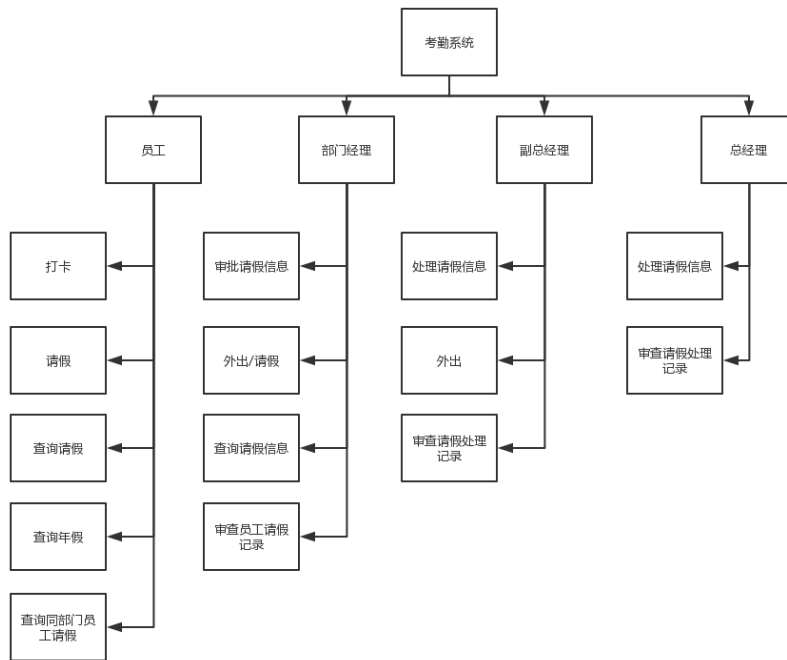 考勤系统
员工
部门经理
副总经理
总经理
打卡
审批请假信息
处理请假信息
处理请假信息
请假
外出/请假
外出
审查请假处理
记录
查询请假
查询请假信息
审查请假处理
记录
查询年假
审查员工请假
记录
查询同部门员
工请假